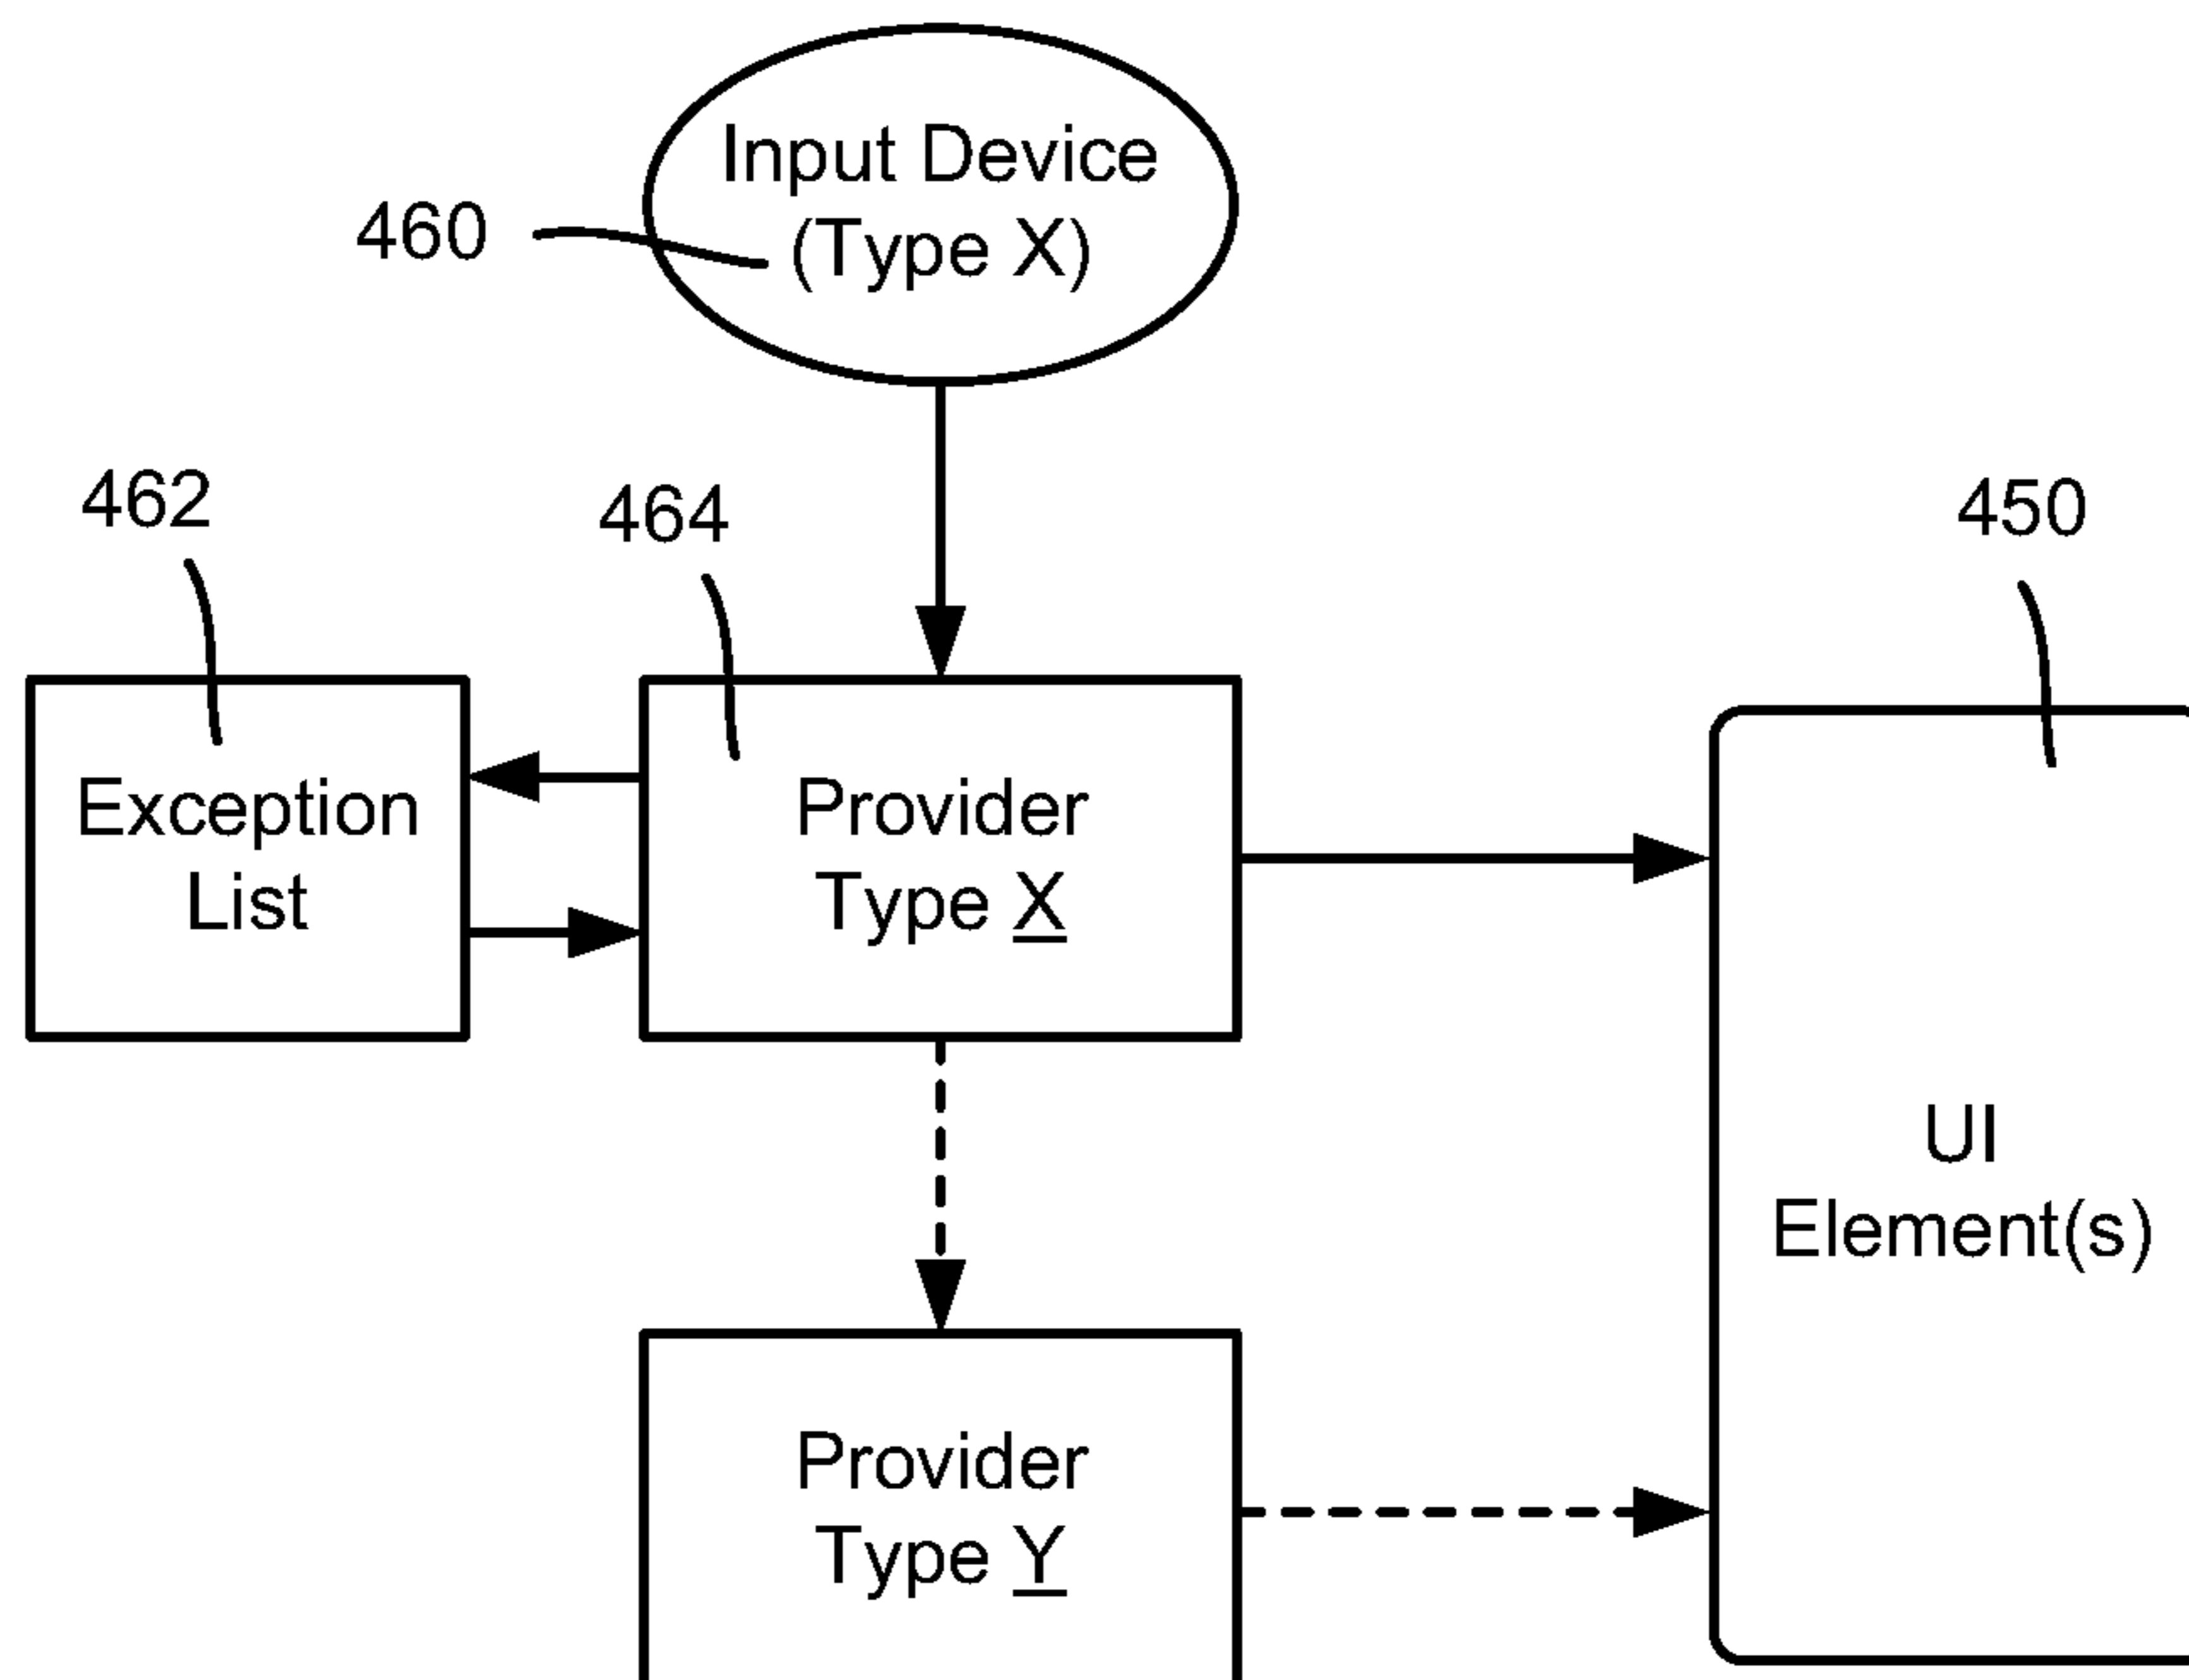 Input Device
(Type X)
460
462
464
450
Exception
List
Provider
Type X
UI
Element(s)
Provider
Type Y